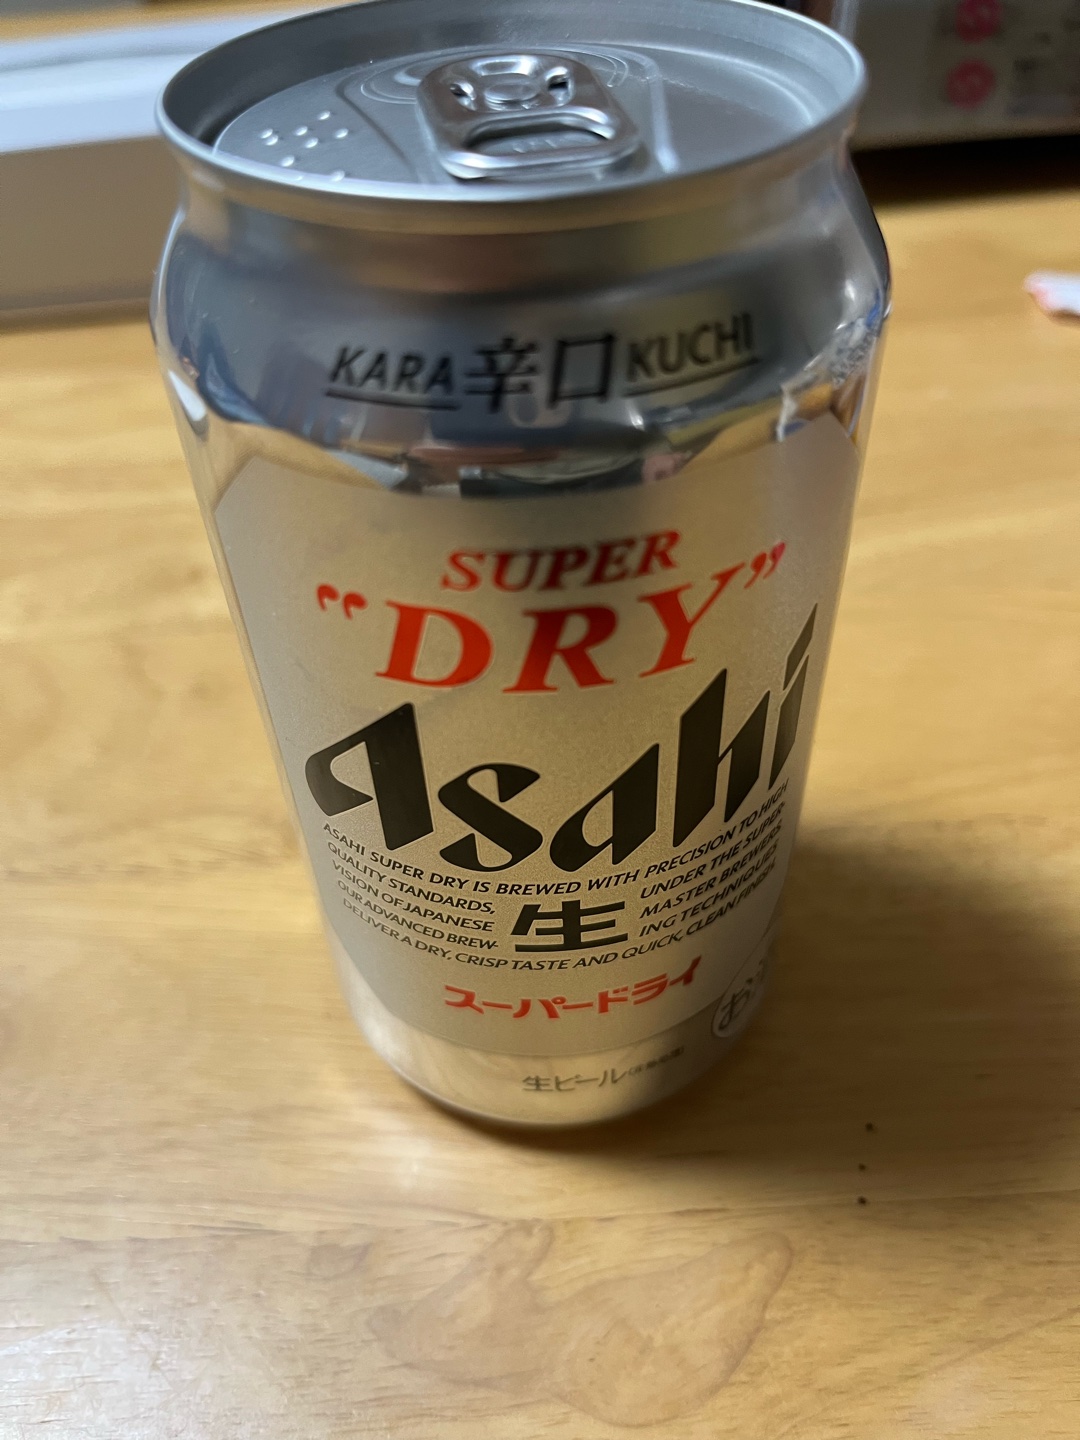 KARA 辛口 KUCHI
SUPER
“DRY”
Asahi
ASAHI SUPER DRY IS BREWED WITH PRECISION TO HIGH
QUALITY STANDARDS, UNDER THE SUPER-
VISION OF JAPANESE MASTER BREWERS
OUR ADVANCED BREW- ING TECHNIQUES
DELIVER A DRY, CRISP TASTE AND QUICK, CLEAN FINISH.
生
スーパードライ
生ビール